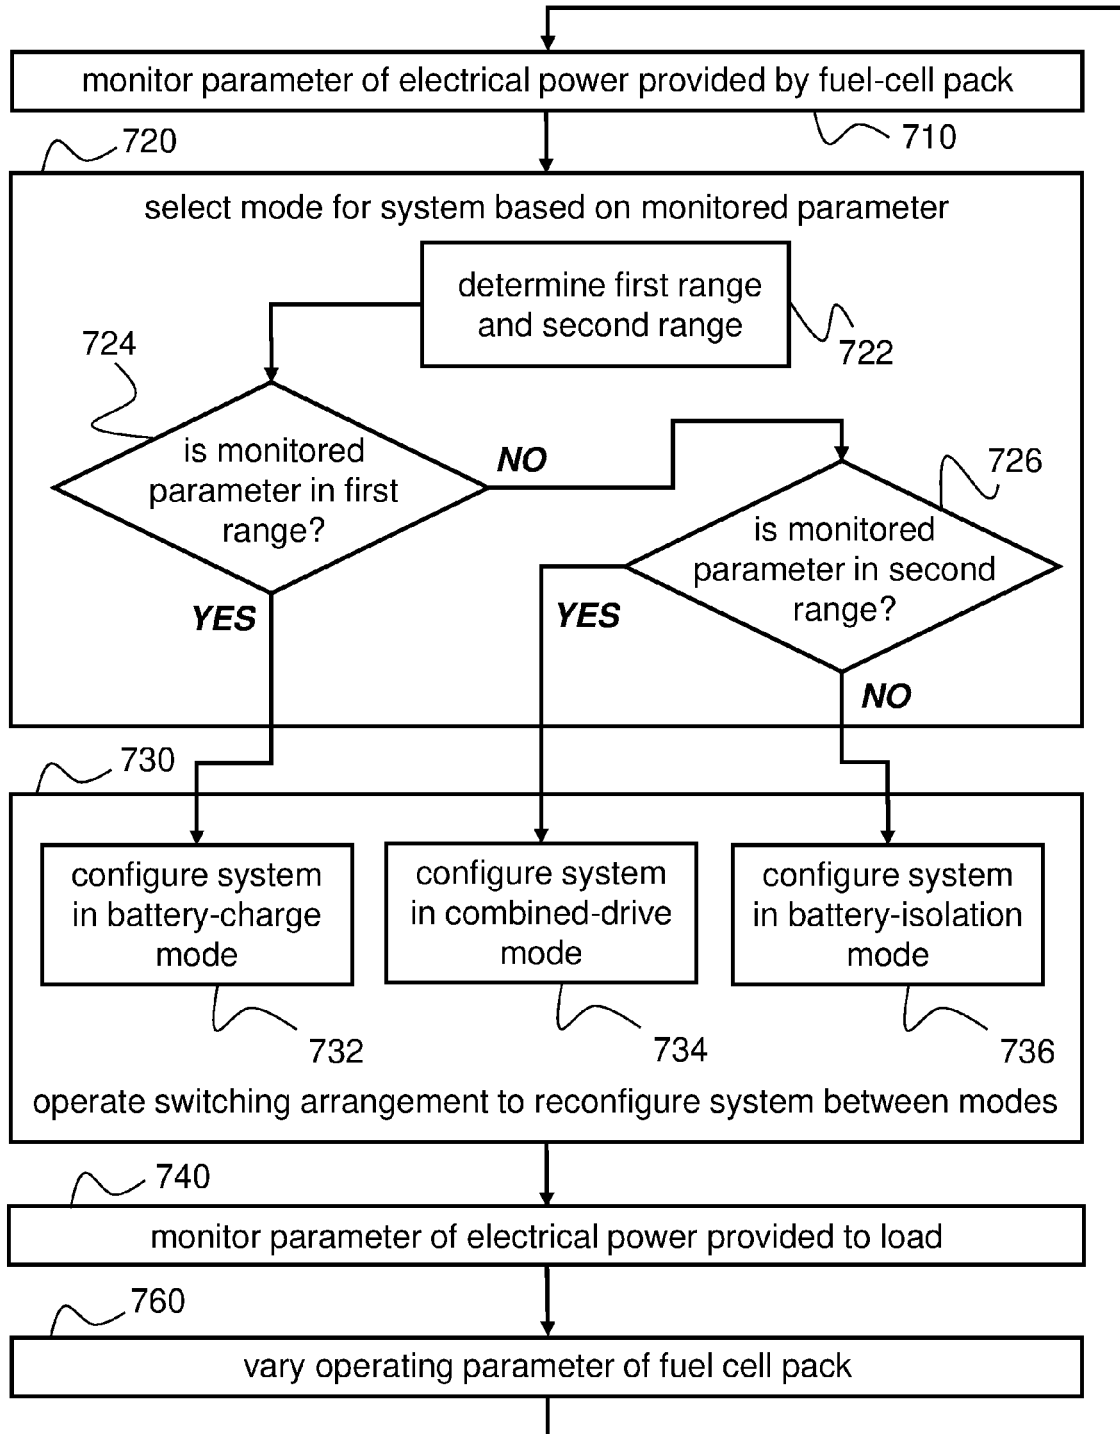 monitor parameter of electrical power provided by fuel-cell pack
710
720
select mode for system based on monitored parameter
determine first range
and second range
722
724
is monitored
parameter in first
range?
NO
YES
726
is monitored
parameter in second
range?
YES
NO
730
configure system
in battery-charge
mode
732
configure system
in combined-drive
mode
734
configure system
in battery-isolation
mode
736
operate switching arrangement to reconfigure system between modes
740
monitor parameter of electrical power provided to load
760
vary operating parameter of fuel cell pack